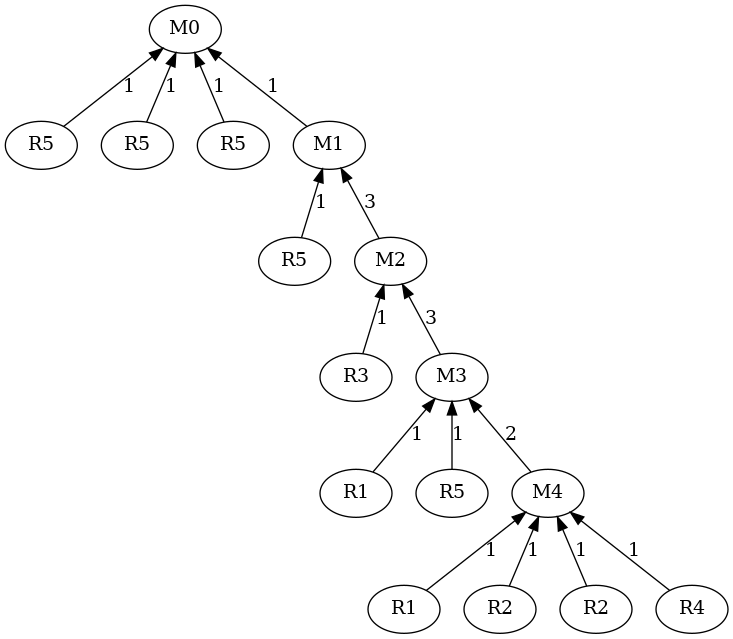 M0
1 1 1 1
R5 R5 R5 M1
1 3
R5 M2
1 3
R3 M3
1 1 2
R1 R5 M4
1 1 1 1
R1 R2 R2 R4